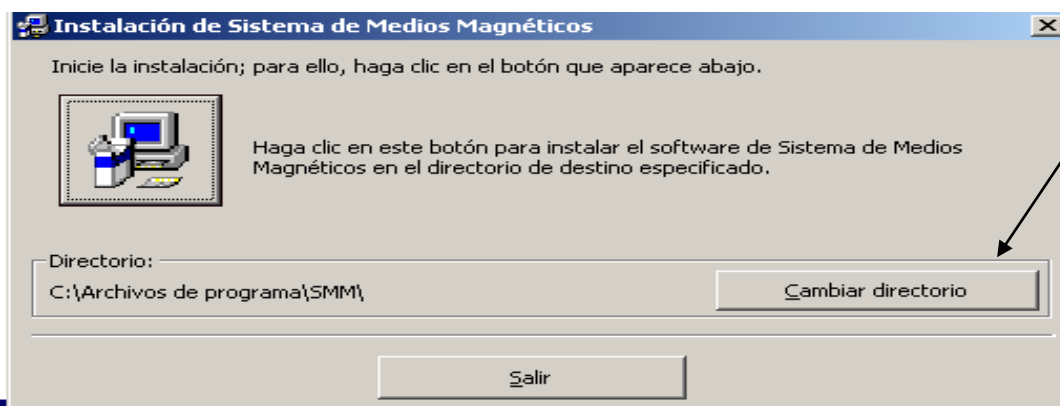 Instalación de Sistema de Medios Magnéticos
Inicie la instalación; para ello, haga clic en el botón que aparece abajo.
Haga clic en este botón para instalar el software de Sistema de Medios
Magnéticos en el directorio de destino especificado.
Directorio:
C:\Archivos de programa\SMM\
Cambiar directorio
Salir